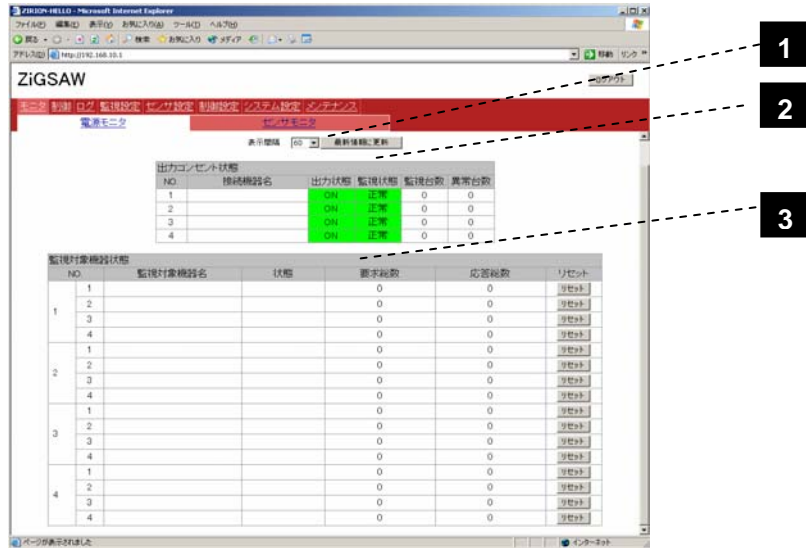 ZIRION-HELLO - Microsoft Internet Explorer
ファイル(F) 編集(E) 表示(V) お気に入り(A) ツール(T) ヘルプ(H)
戻る 検索 お気に入り メディア
アドレス(D) http://192.168.10.1 移動 リンク »
ZiGSAW
ログアウト
モニタ 制御 ログ 監視設定 センサ設定 制御設定 システム設定 メンテナンス
電源モニタ センサモニタ
表示間隔 60 最新情報に更新
出力コンセント状態
NO. 接続機器名 出力状態 監視状態 監視台数 異常台数
1 ON 正常 0 0
2 ON 正常 0 0
3 ON 正常 0 0
4 ON 正常 0 0
監視対象機器状態
NO. 監視対象機器名 状態 要求総数 応答総数 リセット
1
1 0 0 リセット
2 0 0 リセット
3 0 0 リセット
4 0 0 リセット
2
1 0 0 リセット
2 0 0 リセット
3 0 0 リセット
4 0 0 リセット
3
1 0 0 リセット
2 0 0 リセット
3 0 0 リセット
4 0 0 リセット
4
1 0 0 リセット
2 0 0 リセット
3 0 0 リセット
4 0 0 リセット
ページが表示されました インターネット
1
2
3